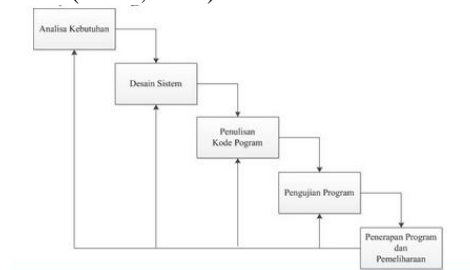 Analisa Kebutuhan
Desain Sistem
Penulisan
Kode Pogram
Pengujian Program
Penerapan Program
dan
Pemeliharaan